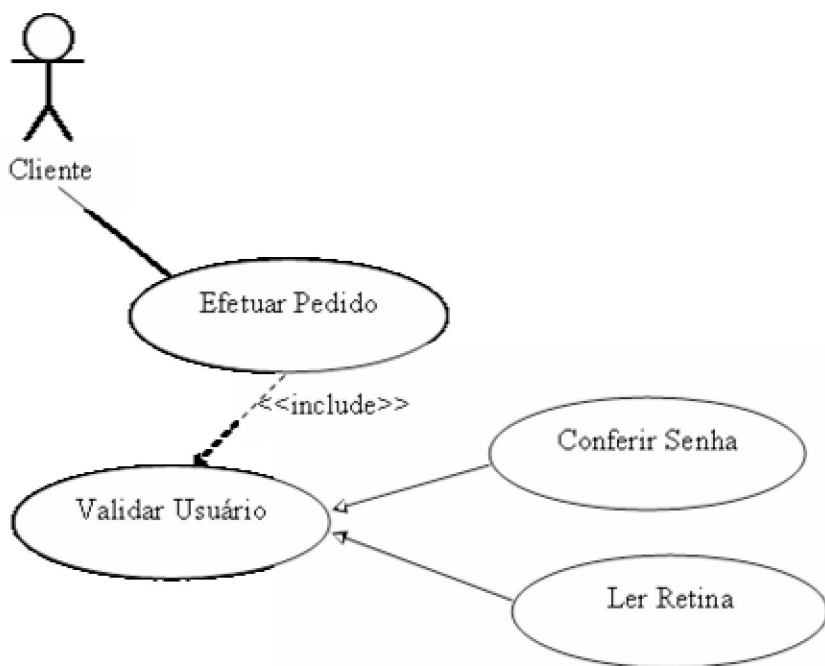 Cliente
Efetuar Pedido
<<include>>
Conferir Senha
Validar Usuário
Ler Retina